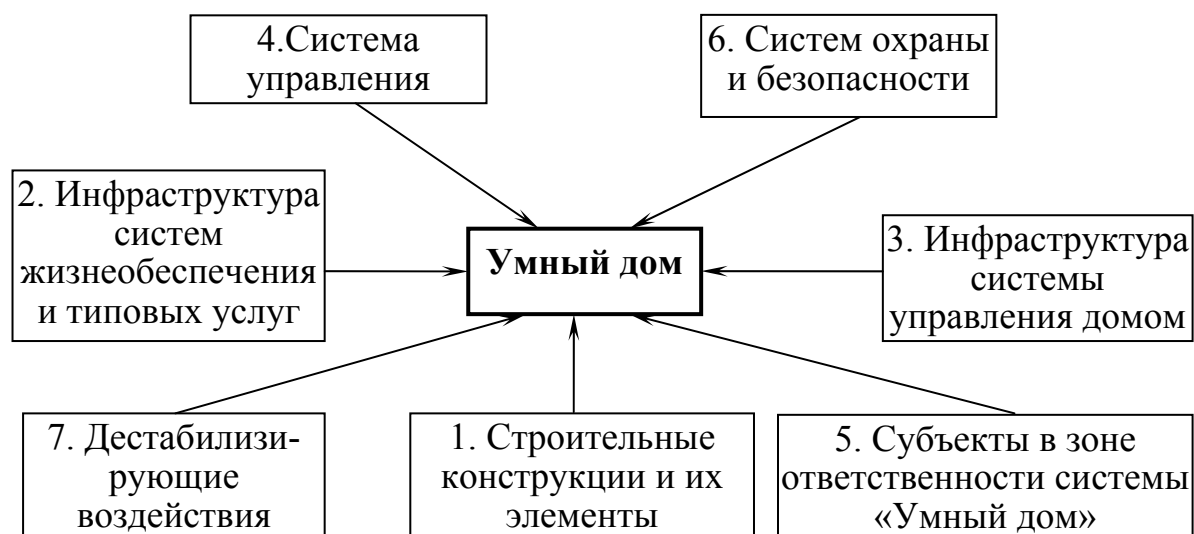 4.Система
управления
6. Систем охраны
и безопасности
2. Инфраструктура
систем
жизнеобеспечения
и типовых услуг
Умный дом
3. Инфраструктура
системы
управления домом
7. Дестабилизи-
рующие
воздействия
1. Строительные
конструкции и их
элементы
5. Субъекты в зоне
ответственности системы
«Умный дом»